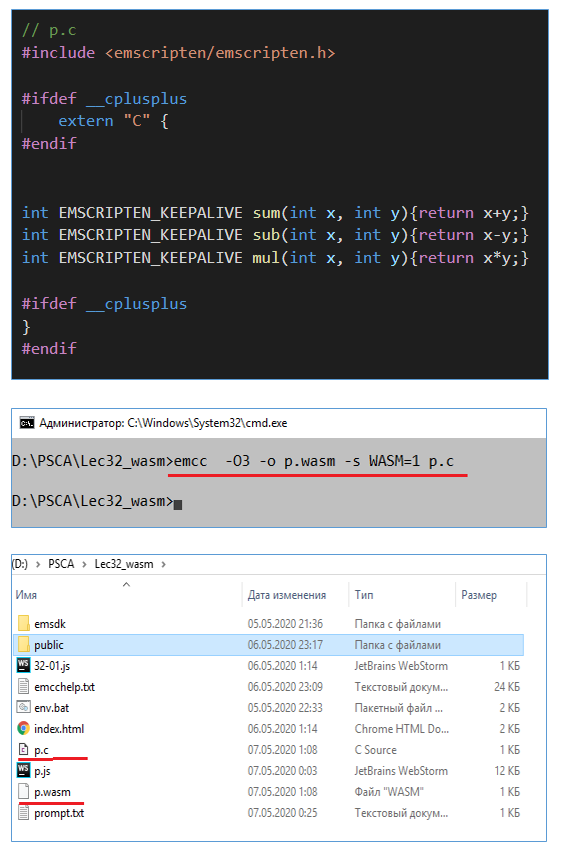 // p.c
#include <emscripten/emscripten.h>
#ifdef __cplusplus
extern "C" {
#endif
int EMSCRIPTEN_KEEPALIVE sum(int x, int y){return x+y;}
int EMSCRIPTEN_KEEPALIVE sub(int x, int y){return x-y;}
int EMSCRIPTEN_KEEPALIVE mul(int x, int y){return x*y;}
#ifdef __cplusplus
}
#endif
Администратор: C:\Windows\System32\cmd.exe
D:\PSCA\Lec32_wasm>emcc  -O3 -o p.wasm -s WASM=1 p.c
D:\PSCA\Lec32_wasm>
(D:) > PSCA > Lec32_wasm >
Имя Дата изменения Тип Размер
emsdk 05.05.2020 21:36 Папка с файлами
public 06.05.2020 23:17 Папка с файлами
32-01.js 06.05.2020 1:14 JetBrains WebStorm 1 КБ
emcchelp.txt 06.05.2020 23:09 Текстовый докум... 24 КБ
env.bat 05.05.2020 22:33 Пакетный файл ... 2 КБ
index.html 06.05.2020 1:14 Chrome HTML Do... 2 КБ
p.c 07.05.2020 1:08 C Source 1 КБ
p.js 07.05.2020 0:03 JetBrains WebStorm 12 КБ
p.wasm 07.05.2020 1:08 Файл "WASM" 1 КБ
prompt.txt 07.05.2020 0:25 Текстовый докум... 1 КБ